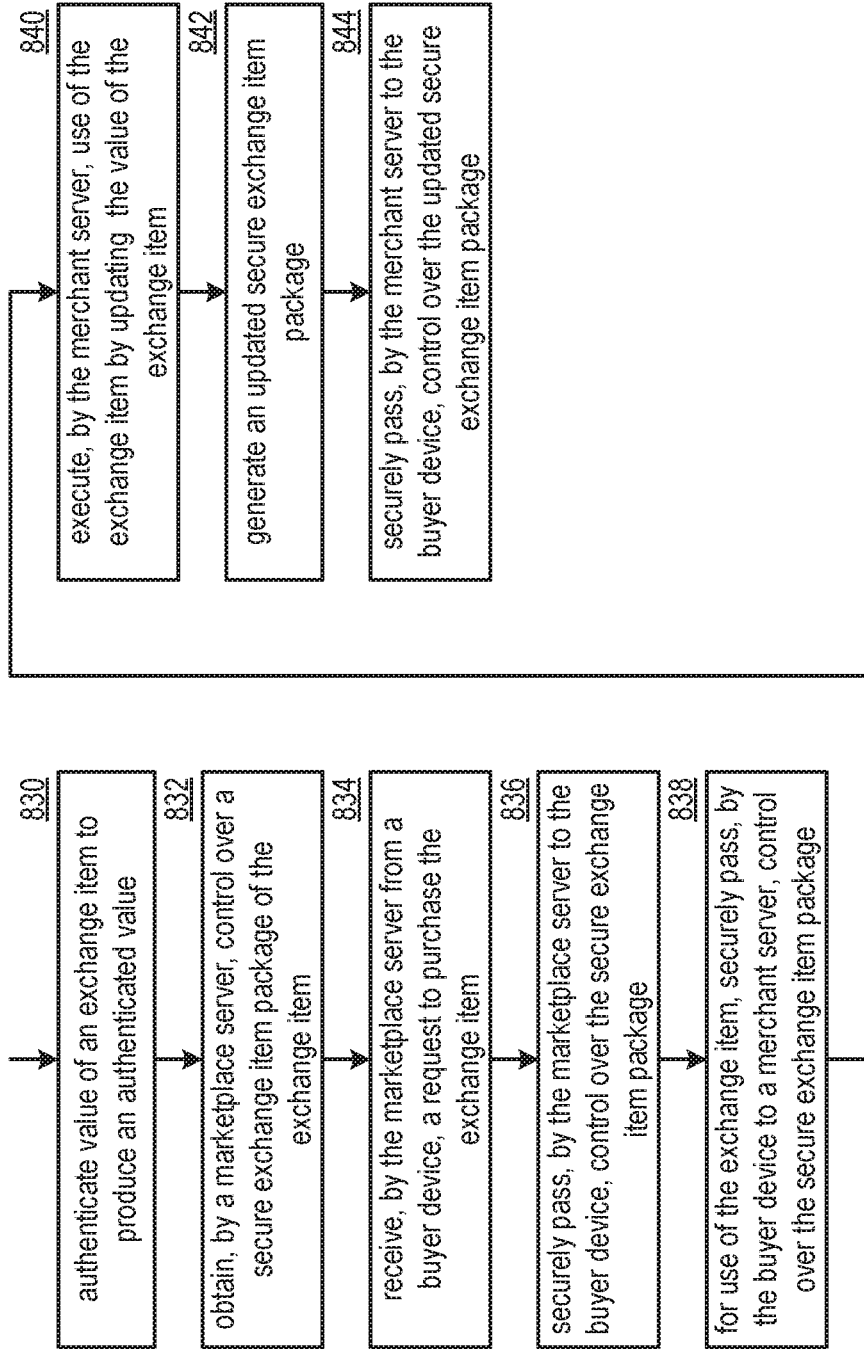 830
authenticate value of an exchange item to
produce an authenticated value
832
obtain, by a marketplace server, control over a
secure exchange item package of the
exchange item
834
receive, by the marketplace server from a
buyer device, a request to purchase the
exchange item
836
securely pass, by the marketplace server to the
buyer device, control over the secure exchange
item package
838
for use of the exchange item, securely pass, by
the buyer device to a merchant server, control
over the secure exchange item package
840
execute, by the merchant server, use of the
exchange item by updating the value of the
exchange item
842
generate an updated secure exchange item
package
844
securely pass, by the merchant server to the
buyer device, control over the updated secure
exchange item package